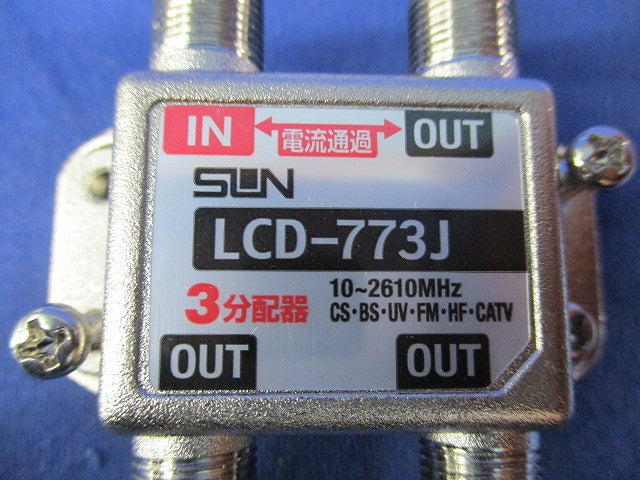 IN 電流通過 OUT
SUN
LCD-773J
3分配器 10~2610MHz
CS・BS・UV・FM・HF・CATV
OUT OUT